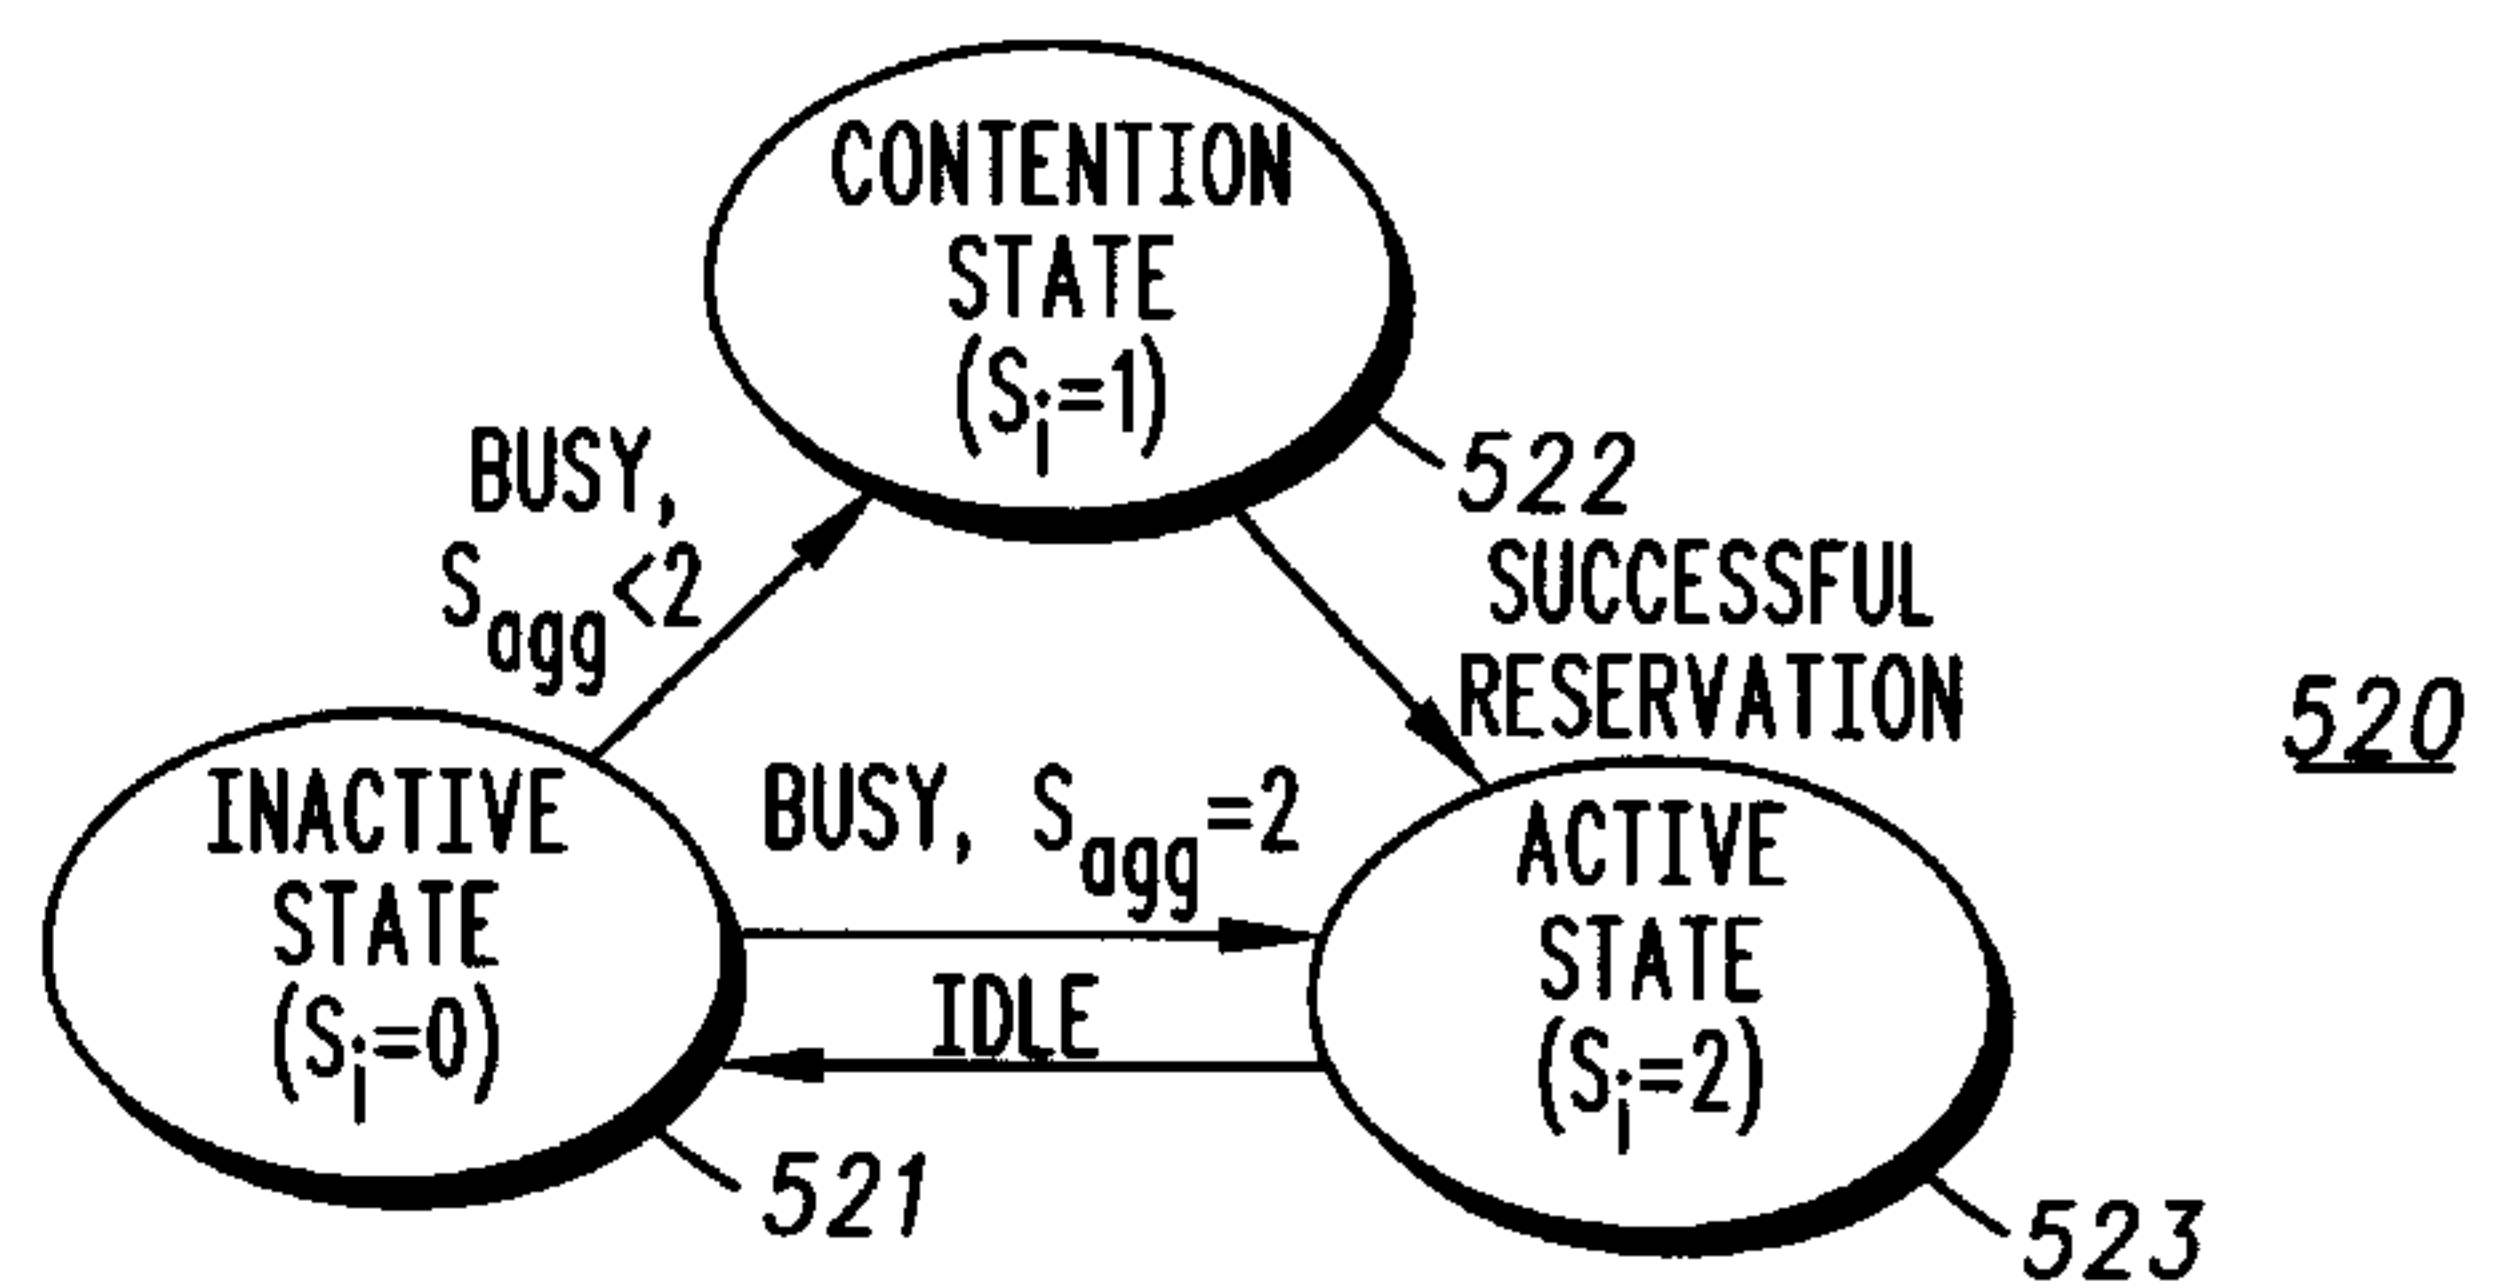 CONTENTION
STATE
(Si=1)
522
BUSY,
Sagg<2
SUCCESSFUL
RESERVATION
520
INACTIVE
STATE
(Si=0)
521
BUSY, Sagg=2
IDLE
ACTIVE
STATE
(Si=2)
523